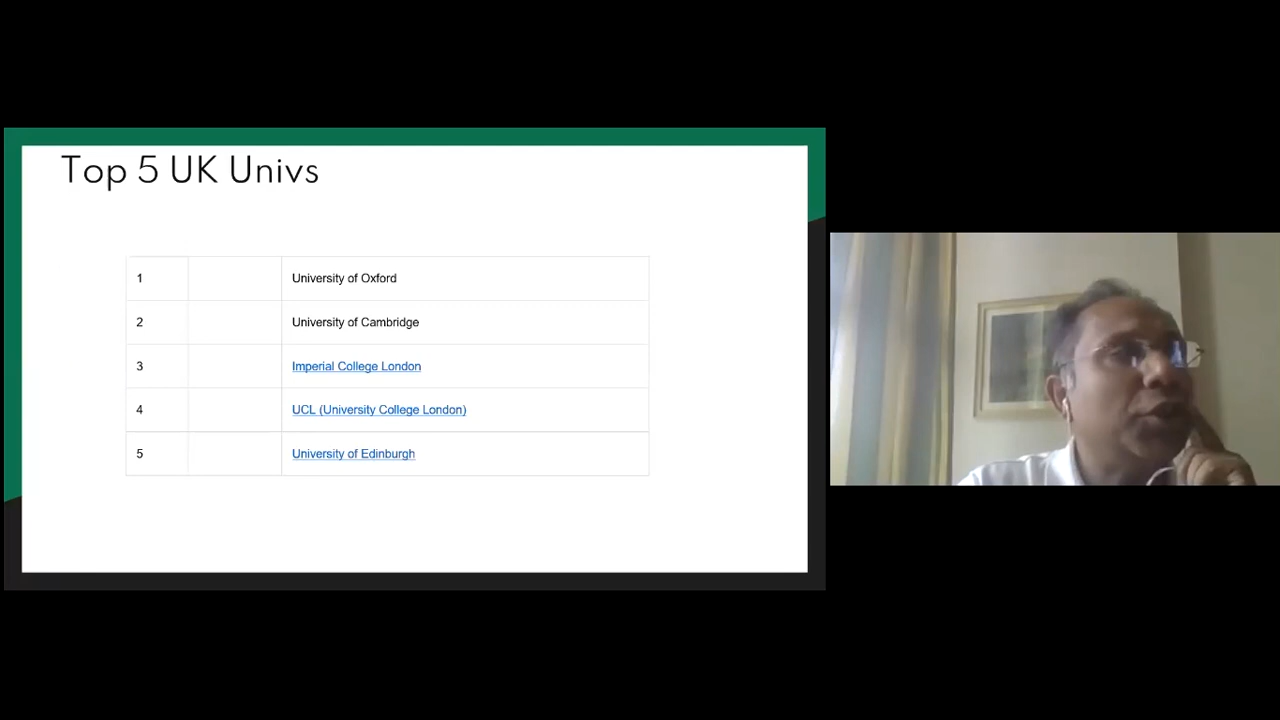 Top 5 UK Univs
1 University of Oxford
2 University of Cambridge
3 Imperial College London
4 UCL (University College London)
5 University of Edinburgh